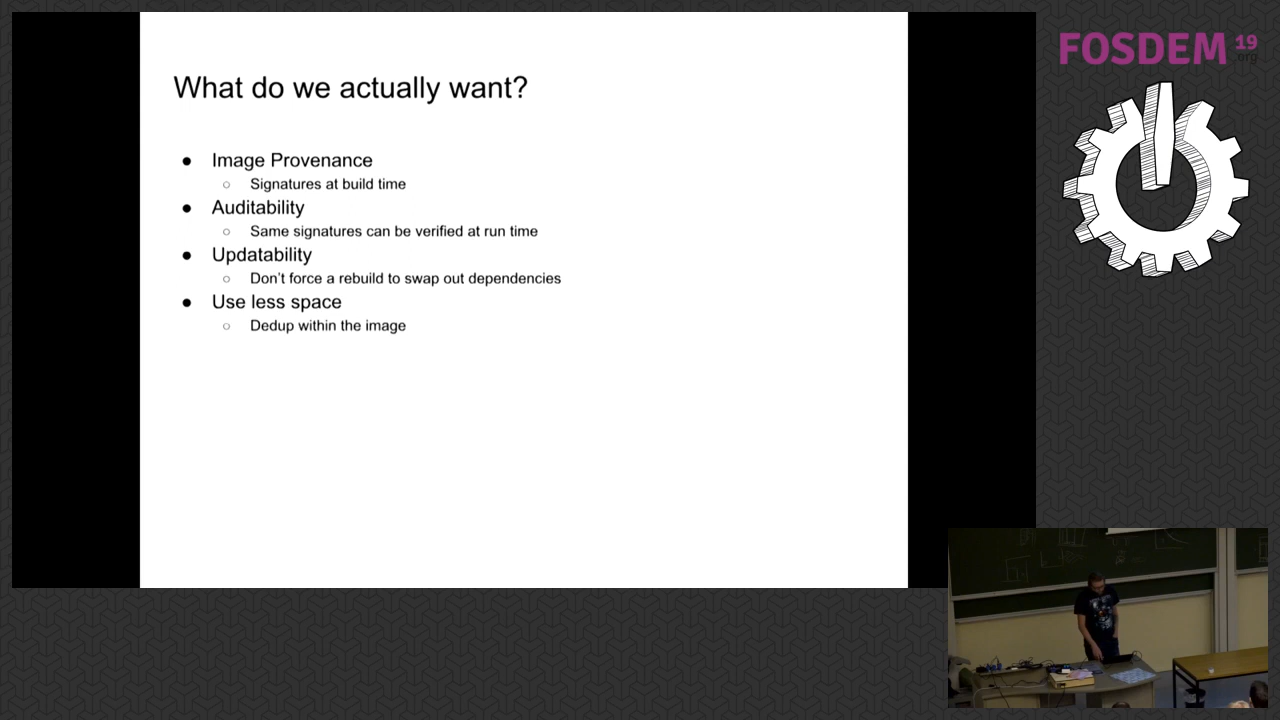 What do we actually want?
● Image Provenance
○ Signatures at build time
● Auditability
○ Same signatures can be verified at run time
● Updatability
○ Don't force a rebuild to swap out dependencies
● Use less space
○ Dedup within the image
FOSDEM 19
.org